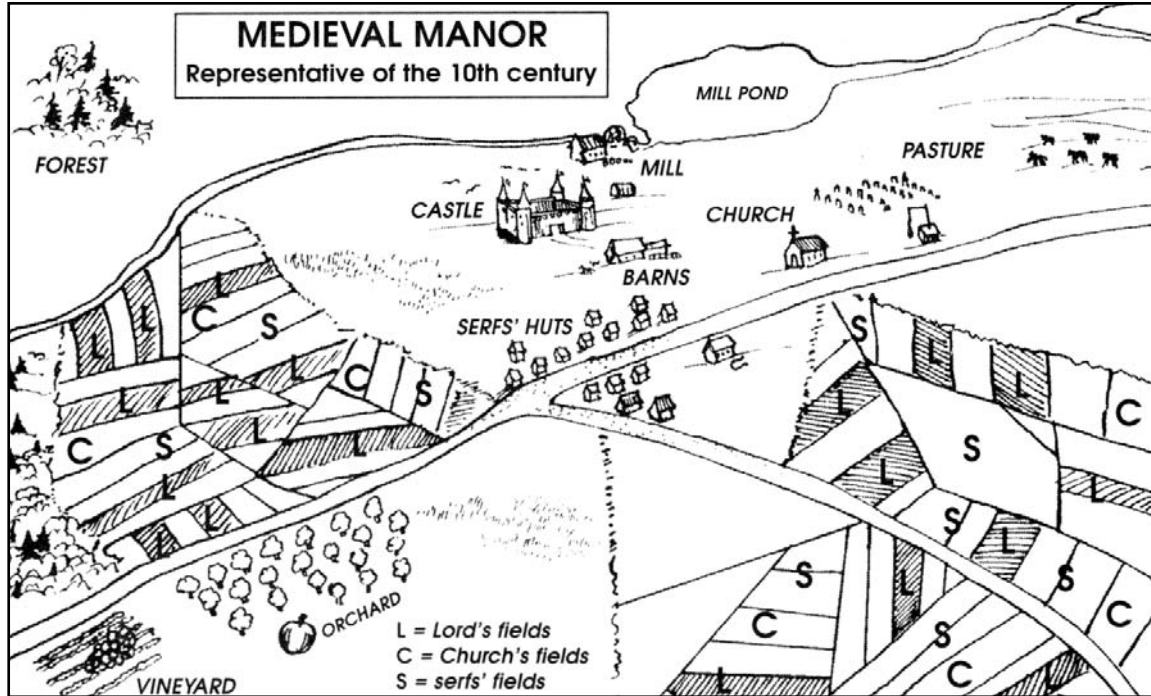 MEDIEVAL MANOR
Representative of the 10th century
FOREST
MILL POND
MILL
PASTURE
CASTLE
CHURCH
BARNS
SERFS' HUTS
L
L
L
C
S
L
L
L
L
C
S
C
S
L
L
L
L
L
S
L
L
C
S
L
L
L
S
L
S
L
S
C
C
S
C
L
L
ORCHARD
VINEYARD
L = Lord's fields
C = Church's fields
S = serfs' fields